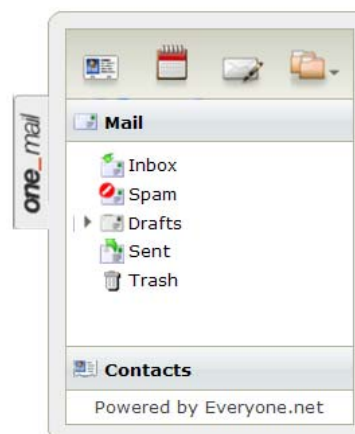 one_mail
Mail
Inbox
Spam
Drafts
Sent
Trash
Contacts
Powered by Everyone.net